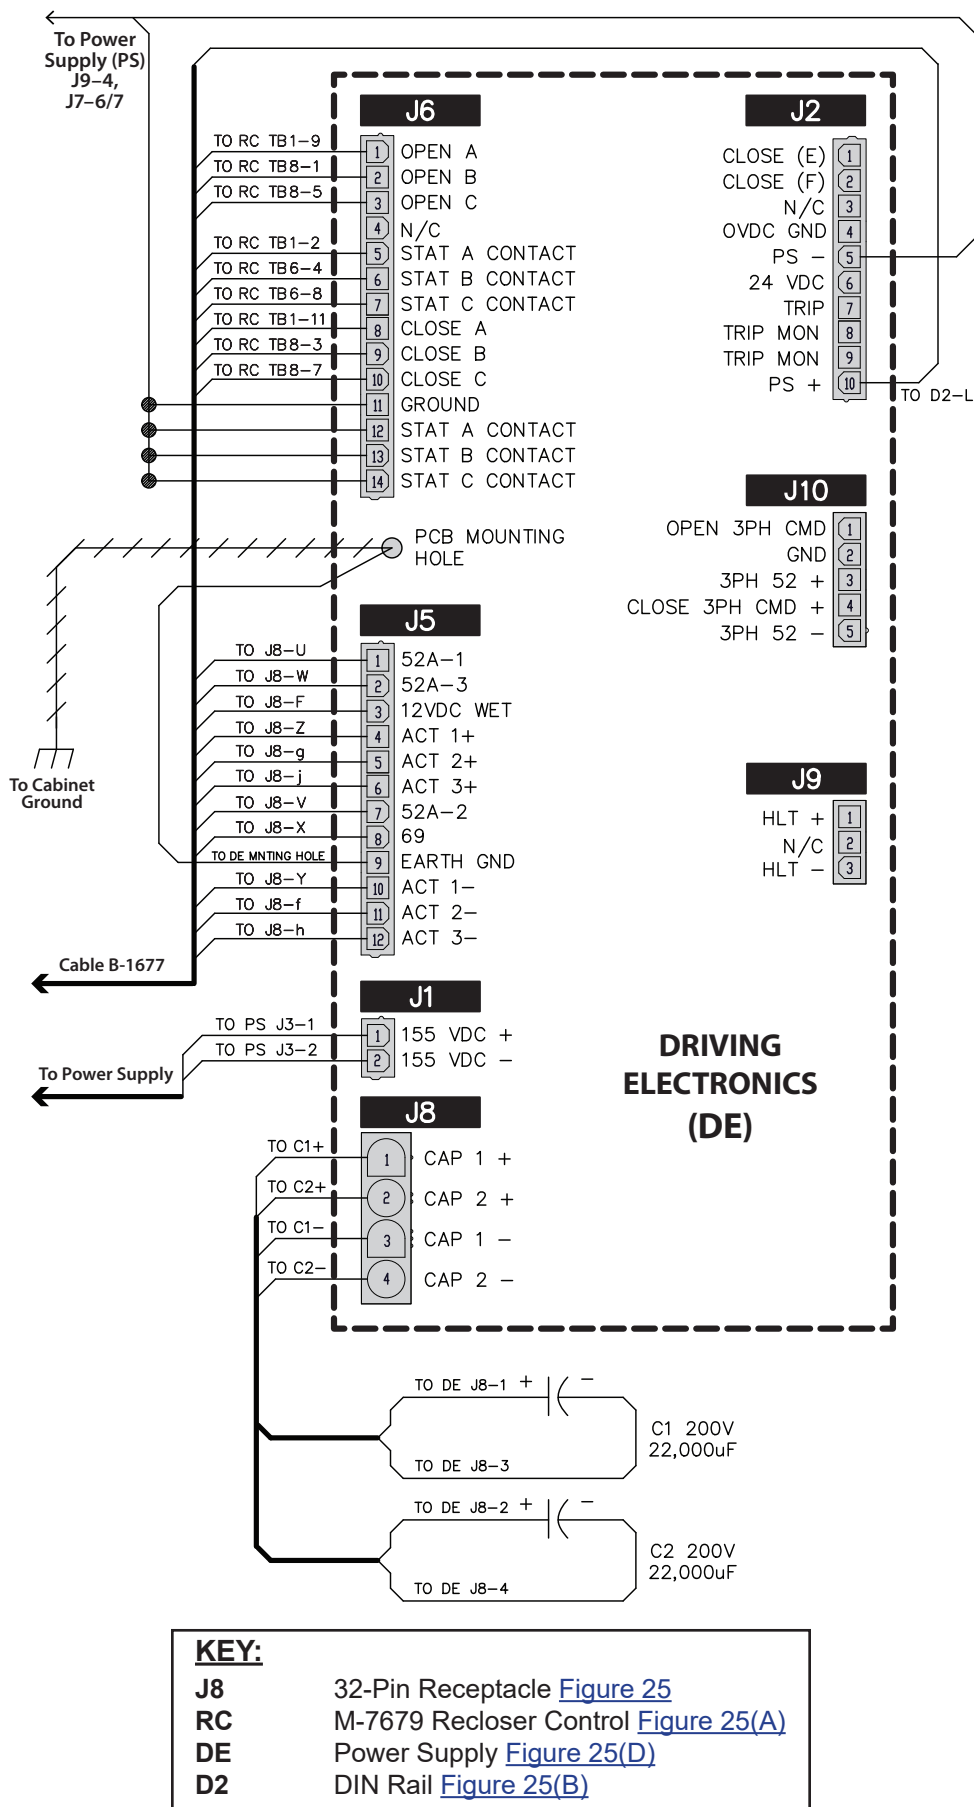 To Power
Supply (PS)
J9–4,
J7–6/7
J6
TO RC TB1–9 1 OPEN A
TO RC TB8–1 2 OPEN B
TO RC TB8–5 3 OPEN C
4 N/C
TO RC TB1–2 5 STAT A CONTACT
TO RC TB6–4 6 STAT B CONTACT
TO RC TB6–8 7 STAT C CONTACT
TO RC TB1–11 8 CLOSE A
TO RC TB8–3 9 CLOSE B
TO RC TB8–7 10 CLOSE C
11 GROUND
12 STAT A CONTACT
13 STAT B CONTACT
14 STAT C CONTACT
J2
CLOSE (E) 1
CLOSE (F) 2
N/C 3
0VDC GND 4
PS – 5
24 VDC 6
TRIP 7
TRIP MON 8
TRIP MON 9
PS + 10
TO D2–L
PCB MOUNTING
HOLE
To Cabinet
Ground
J10
OPEN 3PH CMD 1
GND 2
3PH 52 + 3
CLOSE 3PH CMD + 4
3PH 52 – 5
J5
TO J8–U 1 52A–1
TO J8–W 2 52A–3
TO J8–F 3 12VDC WET
TO J8–Z 4 ACT 1+
TO J8–g 5 ACT 2+
TO J8–j 6 ACT 3+
TO J8–V 7 52A–2
TO J8–X 8 69
TO DE MNTING HOLE 9 EARTH GND
TO J8–Y 10 ACT 1–
TO J8–f 11 ACT 2–
TO J8–h 12 ACT 3–
Cable B-1677
J9
HLT + 1
N/C 2
HLT – 3
J1
TO PS J3–1 1 155 VDC +
TO PS J3–2 2 155 VDC –
To Power Supply
DRIVING
ELECTRONICS
(DE)
J8
TO C1+ 1 CAP 1 +
TO C2+ 2 CAP 2 +
TO C1– 3 CAP 1 –
TO C2– 4 CAP 2 –
TO DE J8–1 + –
C1 200V
22,000uF
TO DE J8–3
TO DE J8–2 + –
C2 200V
22,000uF
TO DE J8–4
KEY:
J8 32-Pin Receptacle Figure 25
RC M-7679 Recloser Control Figure 25(A)
DE Power Supply Figure 25(D)
D2 DIN Rail Figure 25(B)